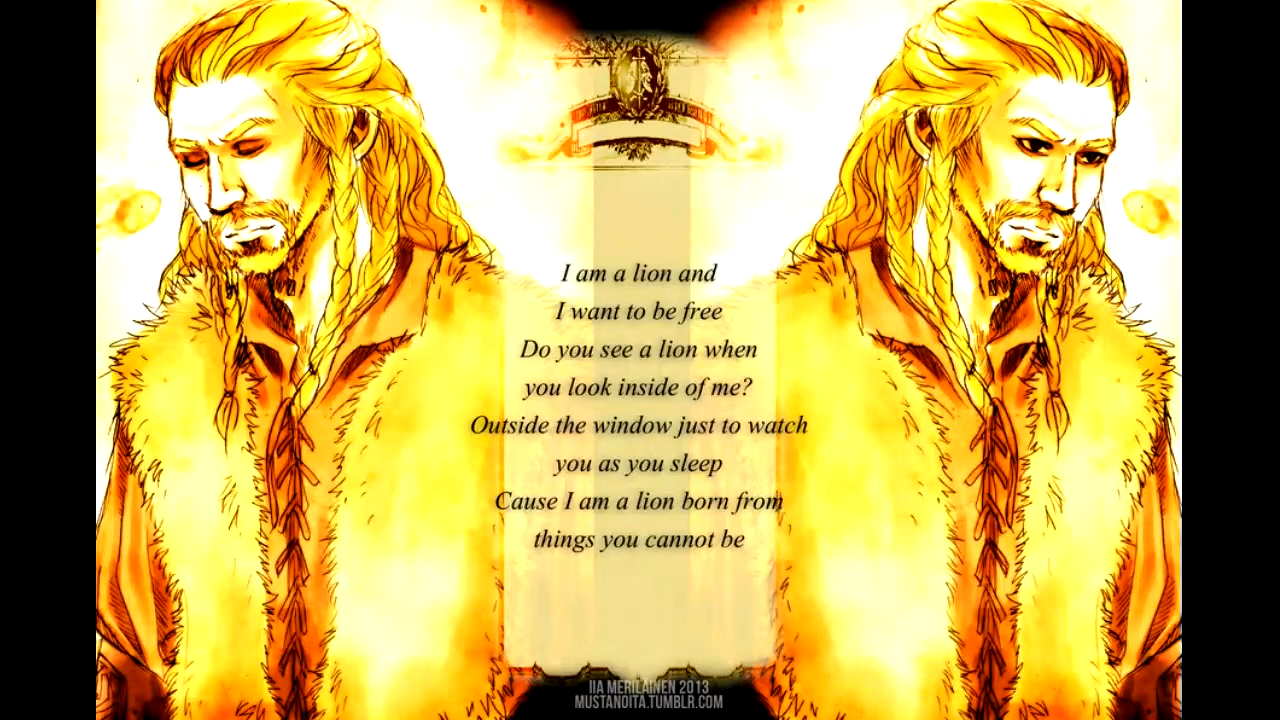 I am a lion and
I want to be free
Do you see a lion when
you look inside of me?
Outside the window just to watch
you as you sleep
Cause I am a lion born from
things you cannot be
IIA MERILÄINEN 2013
MUSTANOITA.TUMBLR.COM